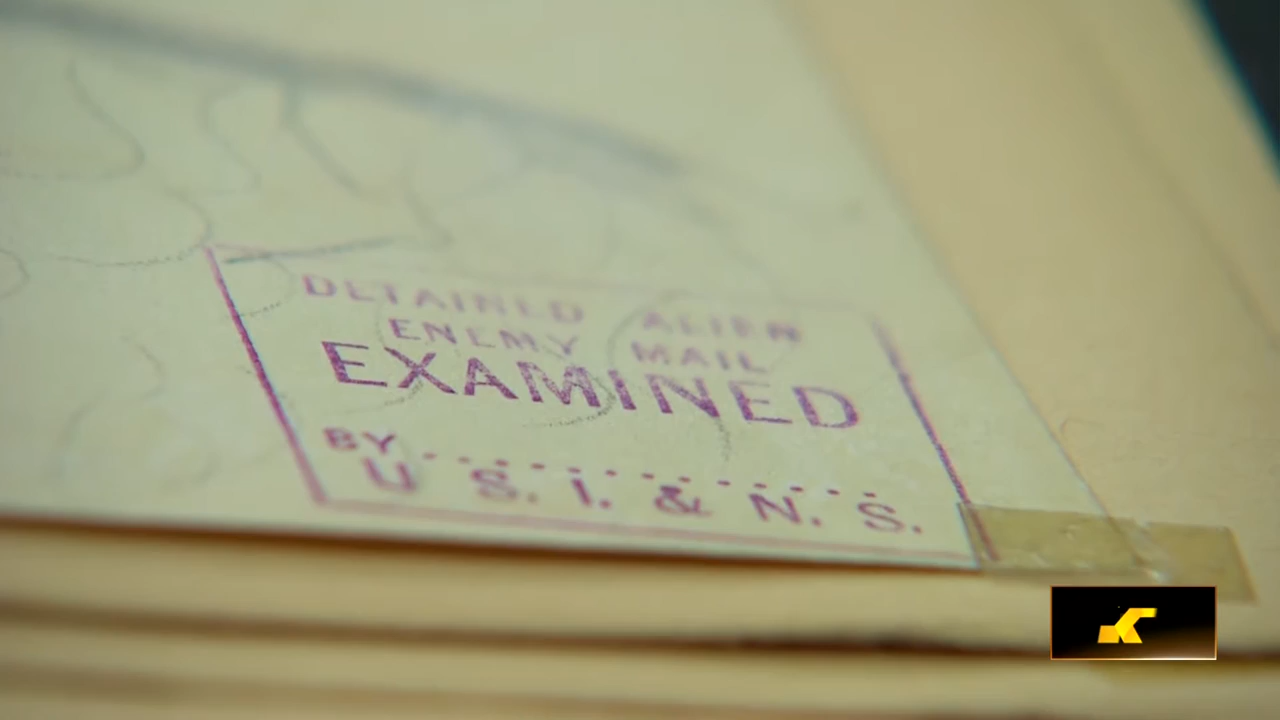 DETAINED ALIEN
ENEMY MAIL
EXAMINED
BY..................
U S. I. & N. S.